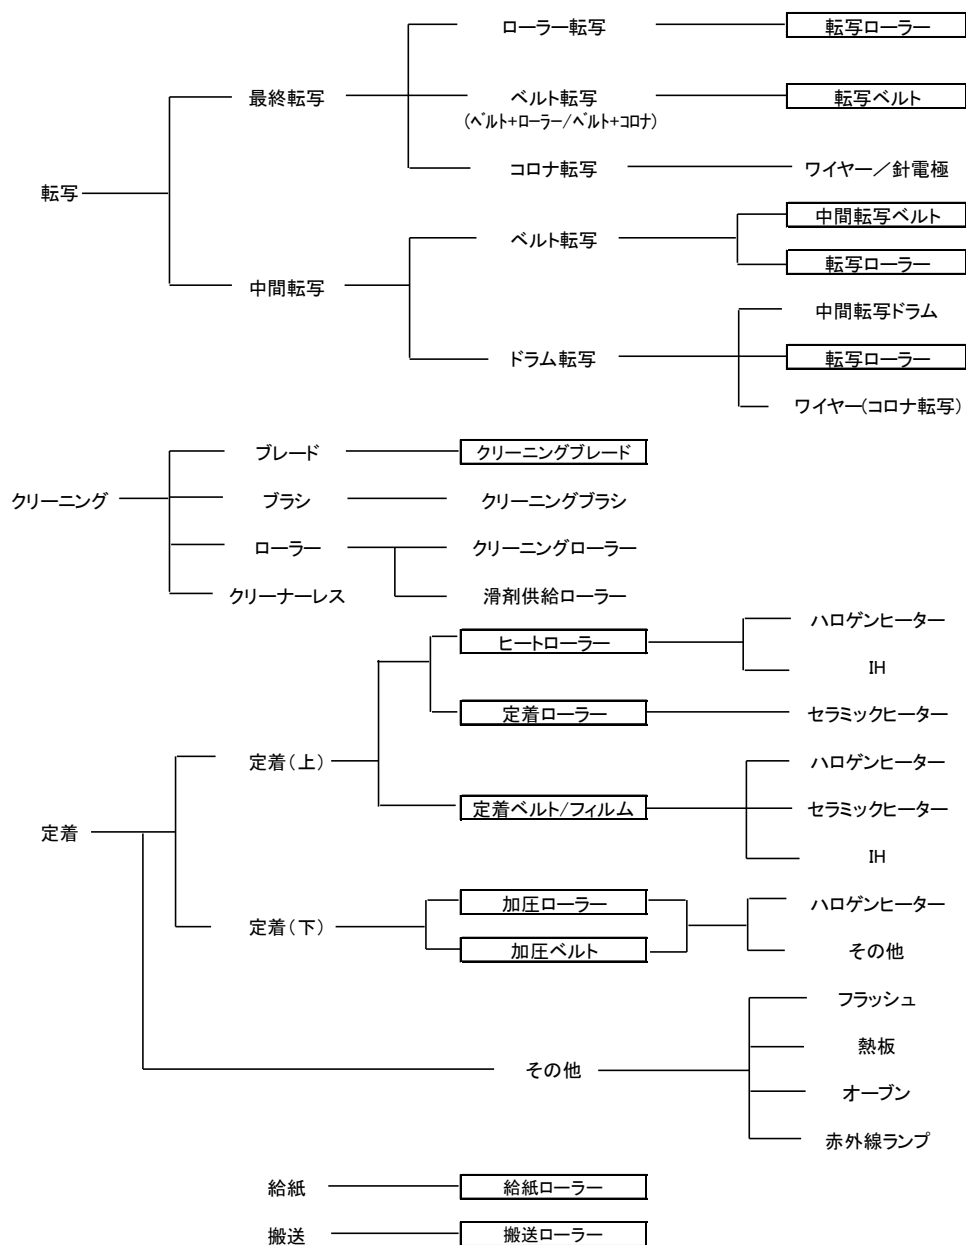 ローラー転写
転写ローラー
最終転写
ベルト転写
転写ベルト
(ベルト+ローラー/ベルト+コロナ)
コロナ転写
ワイヤー／針電極
転写
中間転写ベルト
ベルト転写
転写ローラー
中間転写
中間転写ドラム
ドラム転写
転写ローラー
ワイヤー(コロナ転写)
ブレード
クリーニングブレード
クリーニング
ブラシ
クリーニングブラシ
ローラー
クリーニングローラー
クリーナーレス
滑剤供給ローラー
ハロゲンヒーター
ヒートローラー
IH
定着ローラー
セラミックヒーター
定着(上)
ハロゲンヒーター
定着ベルト/フィルム
セラミックヒーター
定着
IH
加圧ローラー
ハロゲンヒーター
定着(下)
加圧ベルト
その他
フラッシュ
熱板
その他
オーブン
赤外線ランプ
給紙
給紙ローラー
搬送
搬送ローラー